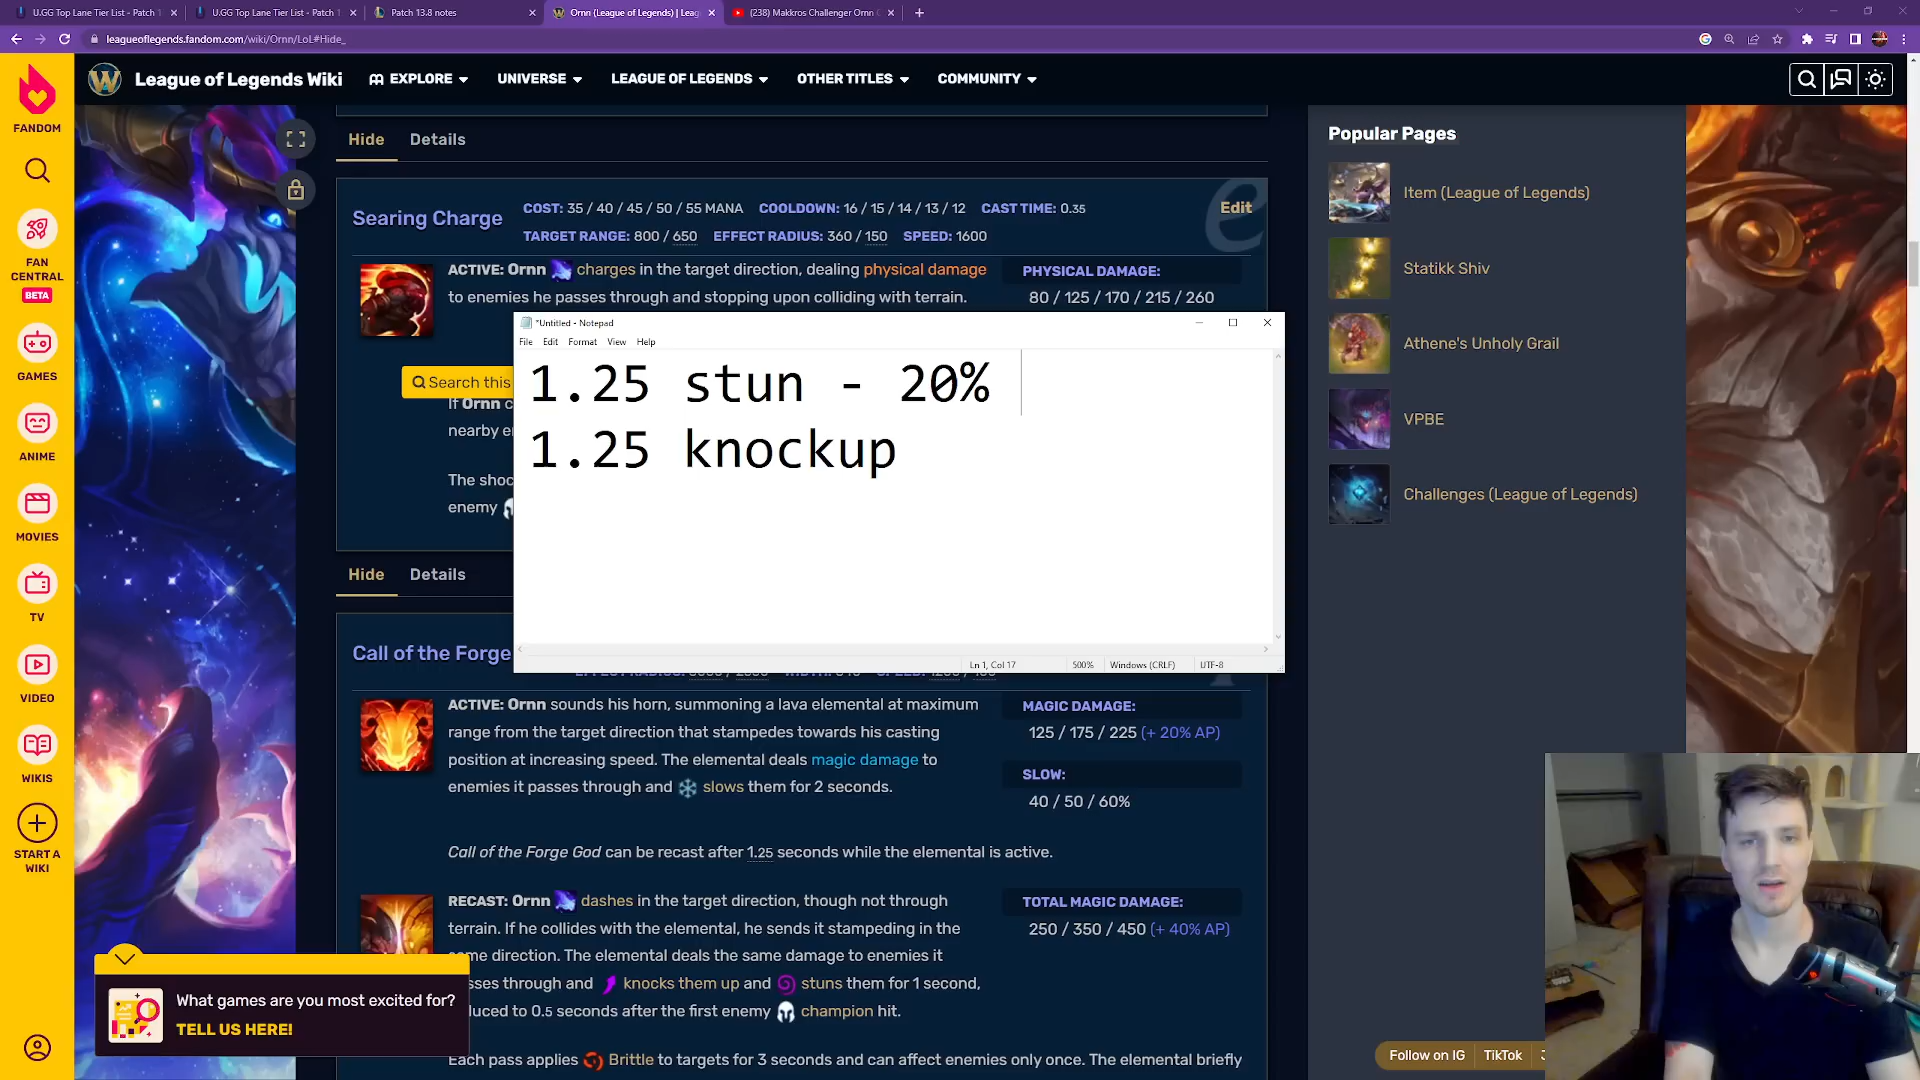 U.GG Top Lane Tier List - Patch 1
U.GG Top Lane Tier List - Patch 1
Patch 13.8 notes
Ornn (League of Legends) | Leag
(238) Makkros Challenger Ornn
leagueoflegends.fandom.com/wiki/Ornn/LoL#Hide_
League of Legends Wiki
EXPLORE
UNIVERSE
LEAGUE OF LEGENDS
OTHER TITLES
COMMUNITY
FANDOM
FAN CENTRAL
BETA
GAMES
ANIME
MOVIES
TV
VIDEO
WIKIS
START A WIKI
Hide Details
Searing Charge
COST: 35 / 40 / 45 / 50 / 55 MANA COOLDOWN: 16 / 15 / 14 / 13 / 12 CAST TIME: 0.35
Edit
TARGET RANGE: 800 / 650 EFFECT RADIUS: 360 / 150 SPEED: 1600
ACTIVE: Ornn charges in the target direction, dealing physical damage
to enemies he passes through and stopping upon colliding with terrain.
PHYSICAL DAMAGE:
80 / 125 / 170 / 215 / 260
Search this
If Ornn
nearby
The
enemy
*Untitled - Notepad
File Edit Format View Help
1.25 stun - 20%
1.25 knockup
Ln 1, Col 17 500% Windows (CRLF) UTF-8
Hide Details
Call of the Forge
ACTIVE: Ornn sounds his horn, summoning a lava elemental at maximum
range from the target direction that stampedes towards his casting
position at increasing speed. The elemental deals magic damage to
enemies it passes through and slows them for 2 seconds.
MAGIC DAMAGE:
125 / 175 / 225 (+ 20% AP)
SLOW:
40 / 50 / 60%
Call of the Forge God can be recast after 1.25 seconds while the elemental is active.
RECAST: Ornn dashes in the target direction, though not through
terrain. If he collides with the elemental, he sends it stampeding in the
same direction. The elemental deals the same damage to enemies it
sses through and knocks them up and stuns them for 1 second,
duced to 0.5 seconds after the first enemy champion hit.
TOTAL MAGIC DAMAGE:
250 / 350 / 450 (+ 40% AP)
Each pass applies Brittle to targets for 3 seconds and can affect enemies only once. The elemental briefly
What games are you most excited for?
TELL US HERE!
Popular Pages
Item (League of Legends)
Statikk Shiv
Athene's Unholy Grail
VPBE
Challenges (League of Legends)
Follow on IG TikTok